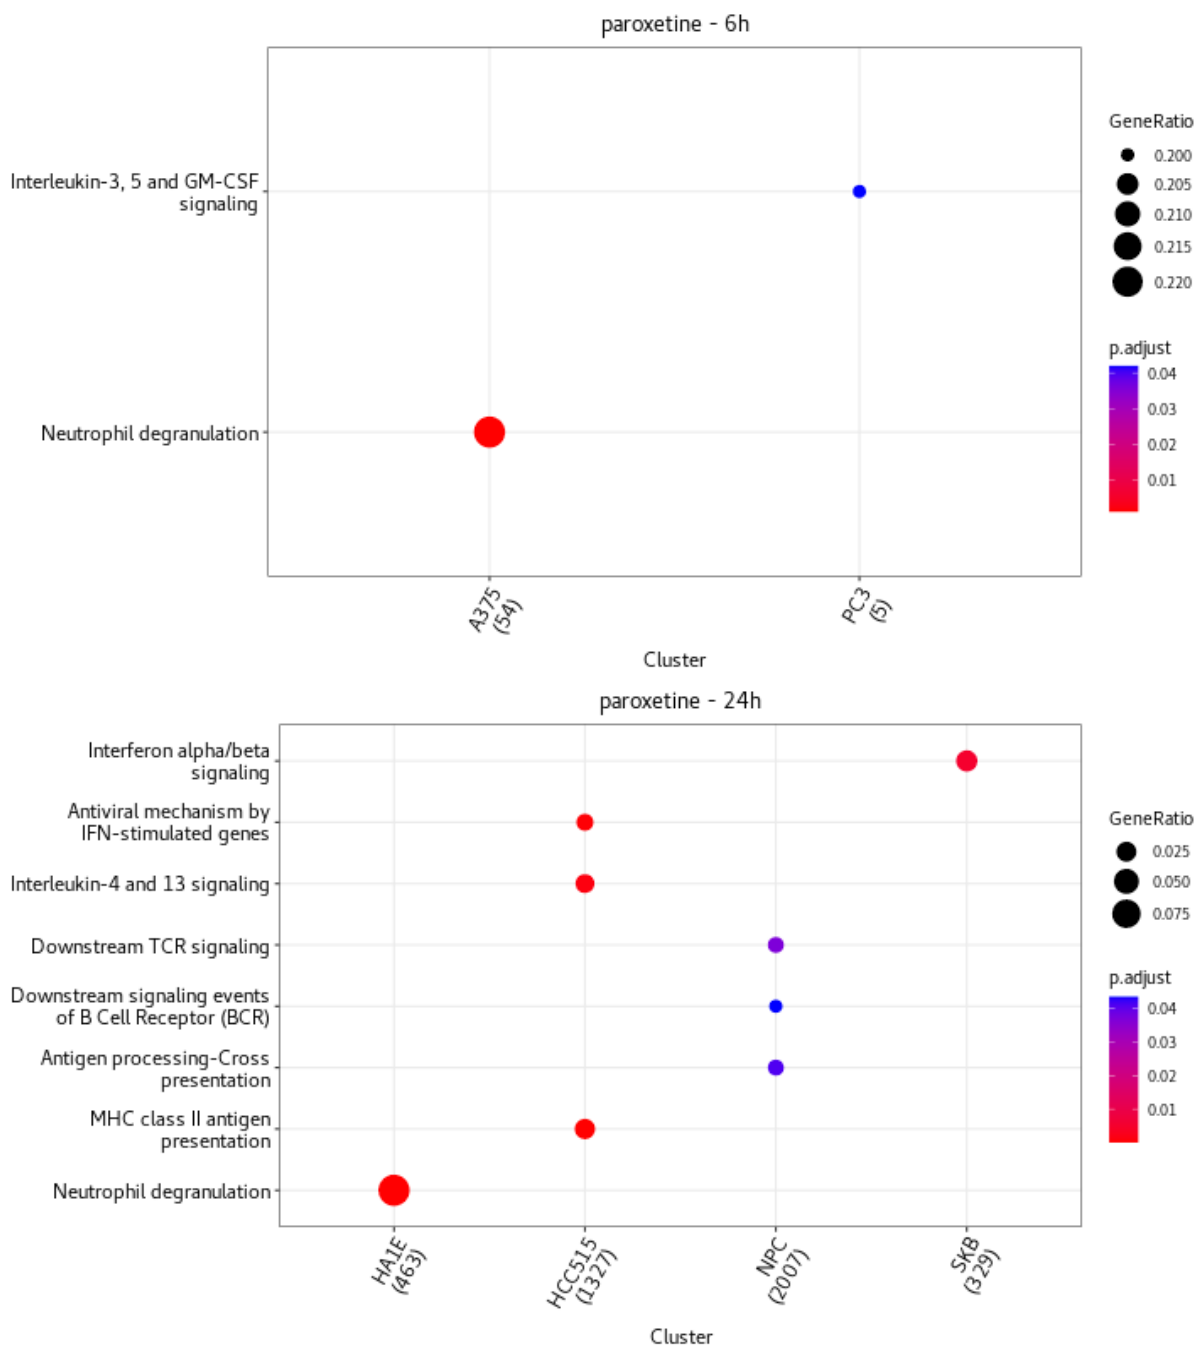 paroxetine - 6h
Interleukin-3, 5 and GM-CSF
signaling
Neutrophil degranulation
A375
(54)
PC3
(5)
Cluster
GeneRatio
0.200
0.205
0.210
0.215
0.220
p.adjust
0.04
0.03
0.02
0.01
paroxetine - 24h
Interferon alpha/beta
signaling
Antiviral mechanism by
IFN-stimulated genes
Interleukin-4 and 13 signaling
Downstream TCR signaling
Downstream signaling events
of B Cell Receptor (BCR)
Antigen processing-Cross
presentation
MHC class II antigen
presentation
Neutrophil degranulation
HA1E
(463)
HCC515
(1327)
NPC
(2007)
SKB
(329)
Cluster
GeneRatio
0.025
0.050
0.075
p.adjust
0.04
0.03
0.02
0.01